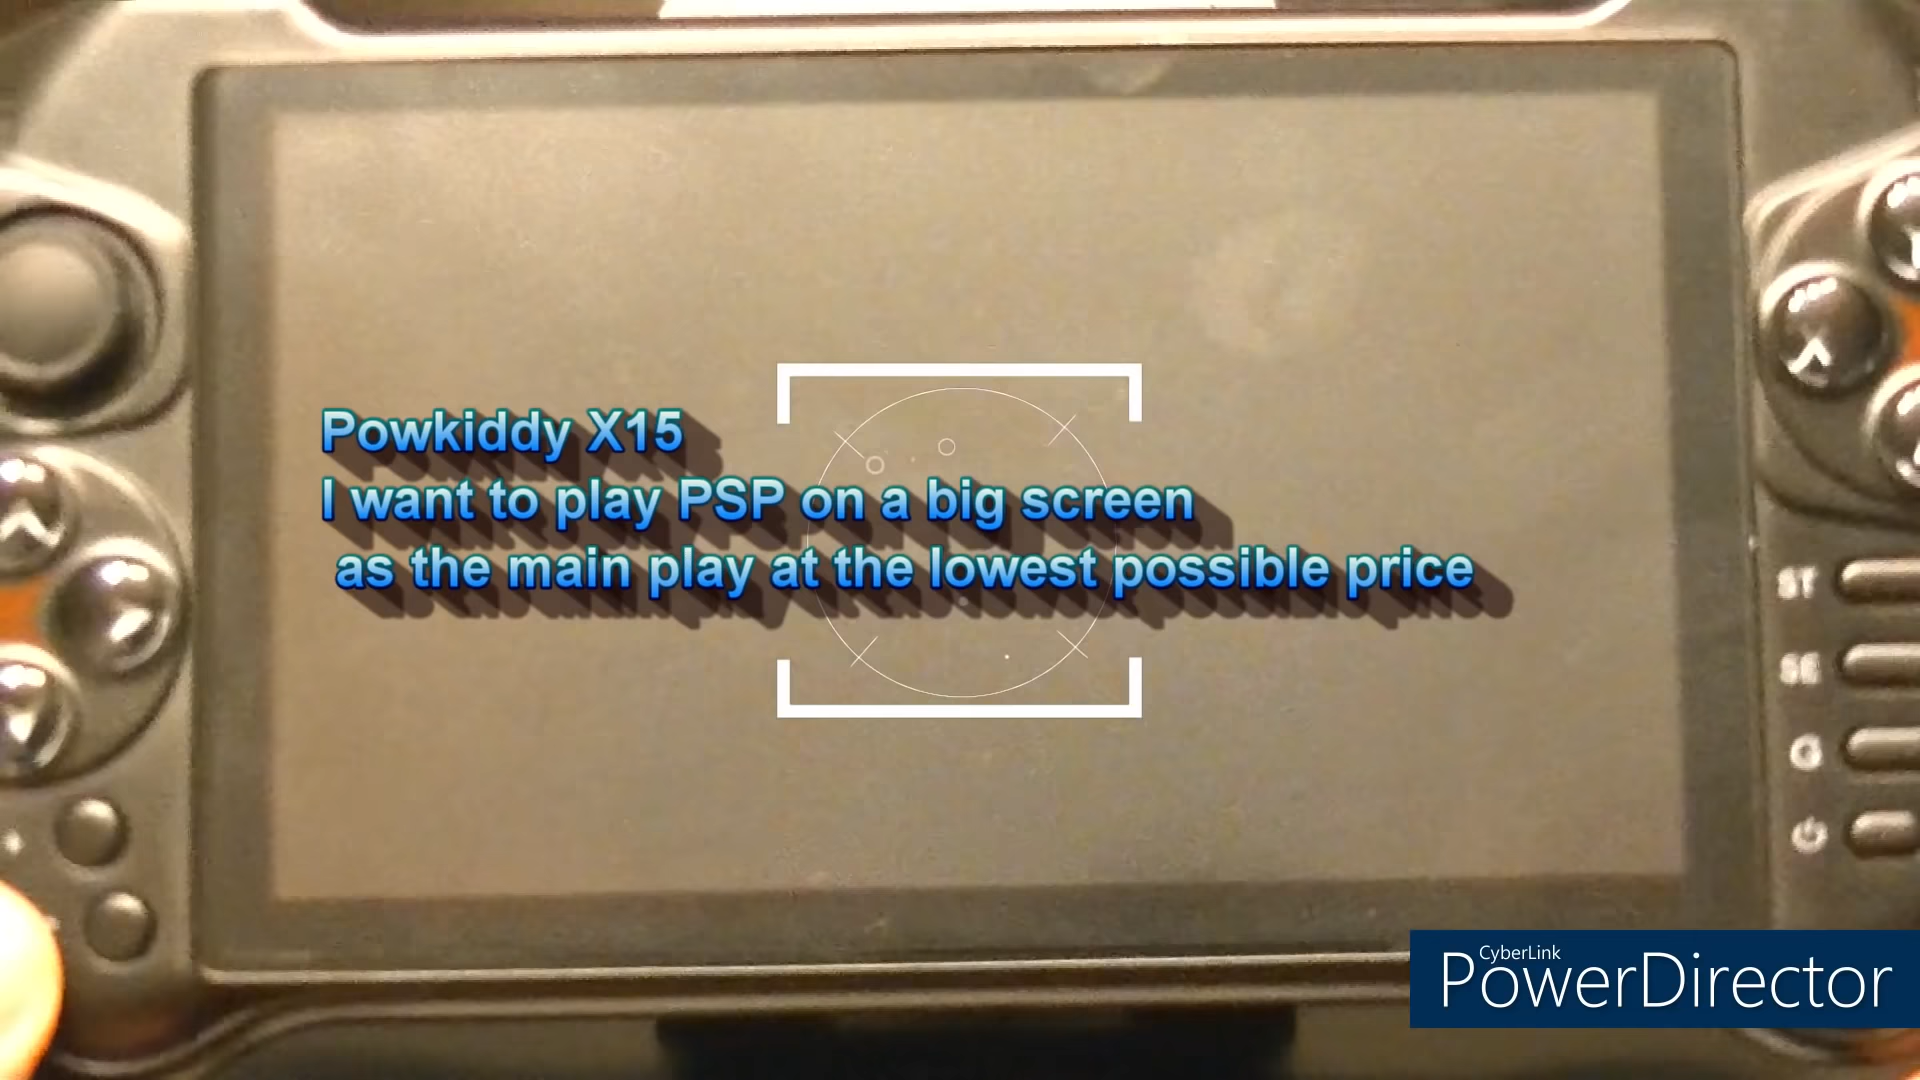 Powkiddy X15
I want to play PSP on a big screen
as the main play at the lowest possible price
ST
SE
CyberLink
PowerDirector